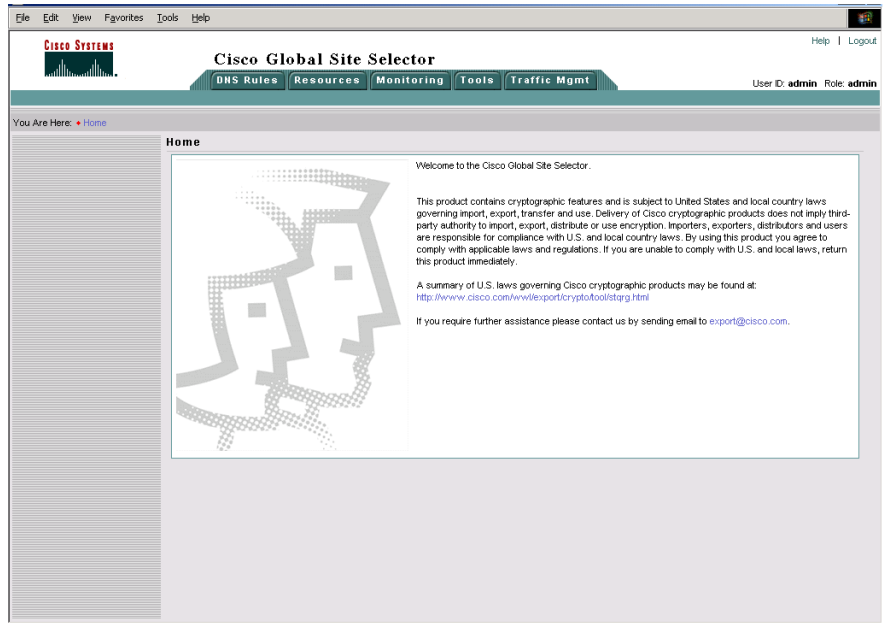 File Edit View Favorites Tools Help
Help | Logout
CISCO SYSTEMS
Cisco Global Site Selector
DNS Rules Resources Monitoring Tools Traffic Mgmt
User ID: admin Role: admin
You Are Here: Home
Home
Welcome to the Cisco Global Site Selector.
This product contains cryptographic features and is subject to United States and local country laws
governing import, export, transfer and use. Delivery of Cisco cryptographic products does not imply third-
party authority to import, export, distribute or use encryption. Importers, exporters, distributors and users
are responsible for compliance with U.S. and local country laws. By using this product you agree to
comply with applicable laws and regulations. If you are unable to comply with U.S. and local laws, return
this product immediately.
A summary of U.S. laws governing Cisco cryptographic products may be found at:
http://www.cisco.com/wwl/export/crypto/tool/stqrg.html
If you require further assistance please contact us by sending email to export@cisco.com.